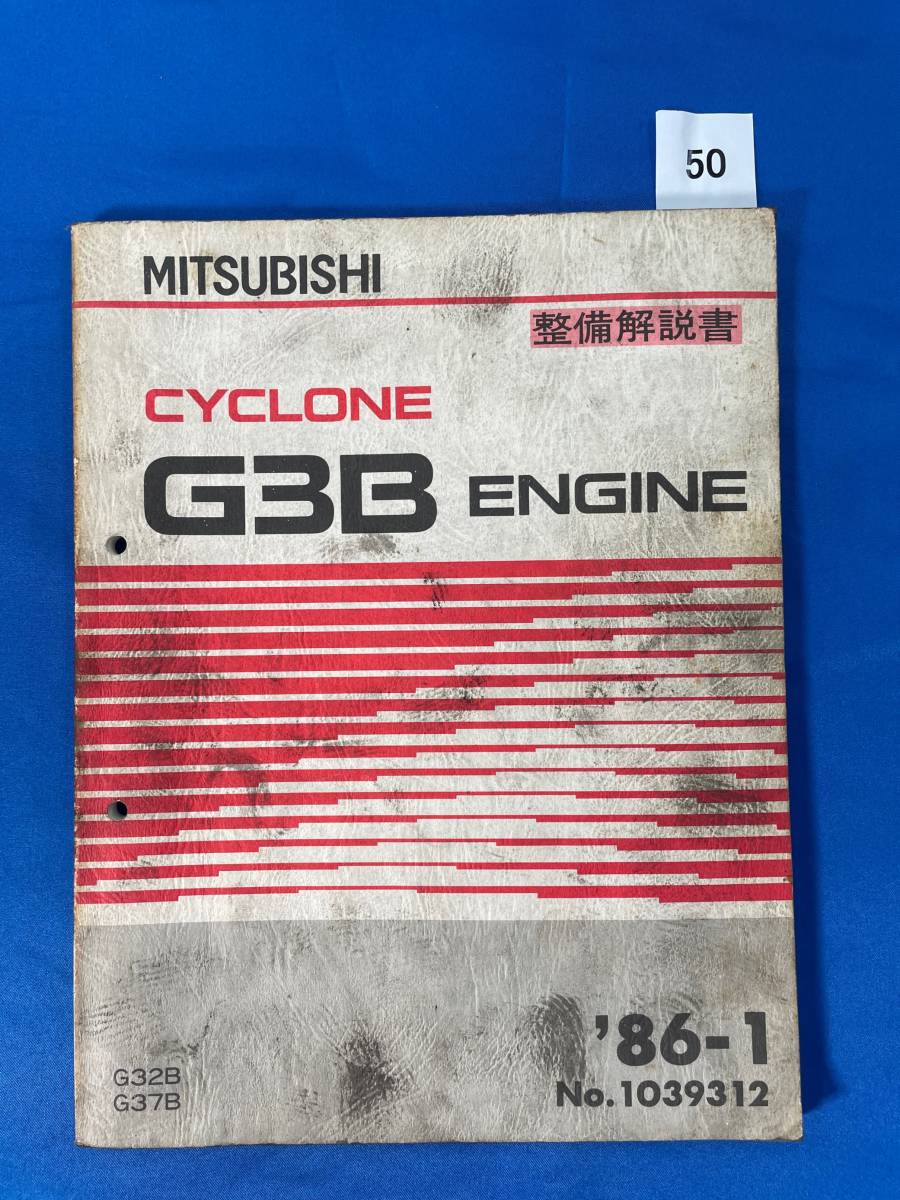 50
MITSUBISHI
整備解説書
CYCLONE
G3B ENGINE
'86-1
G32B
G37B
No.1039312